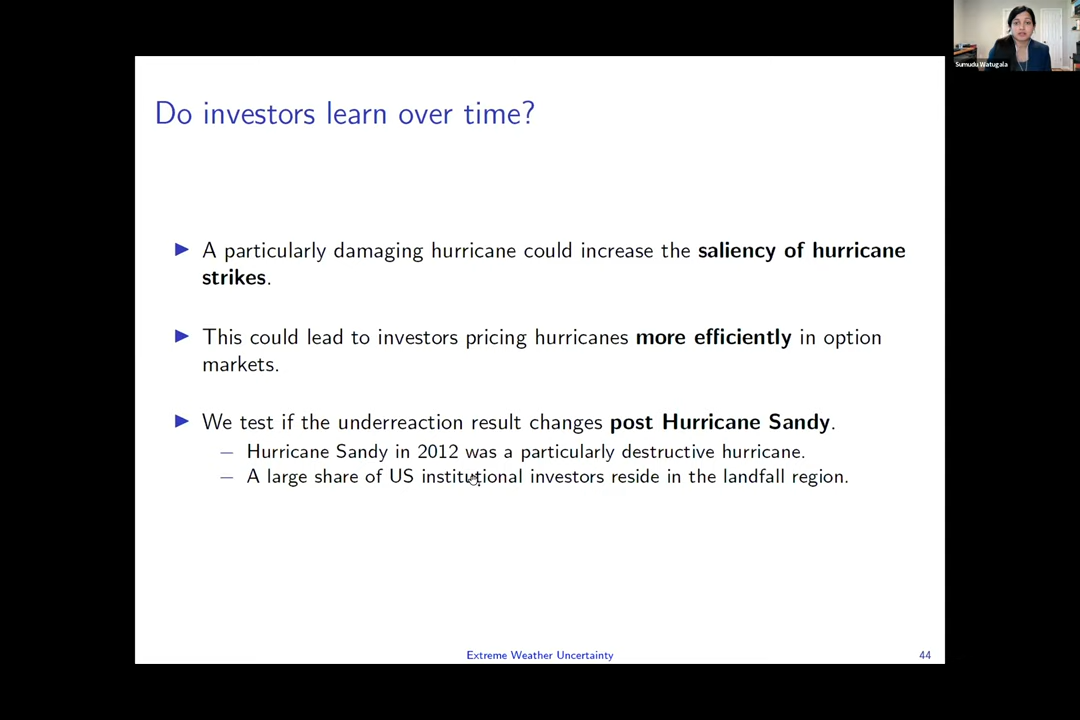 Sumudu Watugala
Do investors learn over time?
▶ A particularly damaging hurricane could increase the saliency of hurricane
strikes.
▶ This could lead to investors pricing hurricanes more efficiently in option
markets.
▶ We test if the underreaction result changes post Hurricane Sandy.
– Hurricane Sandy in 2012 was a particularly destructive hurricane.
– A large share of US institutional investors reside in the landfall region.
Extreme Weather Uncertainty
44